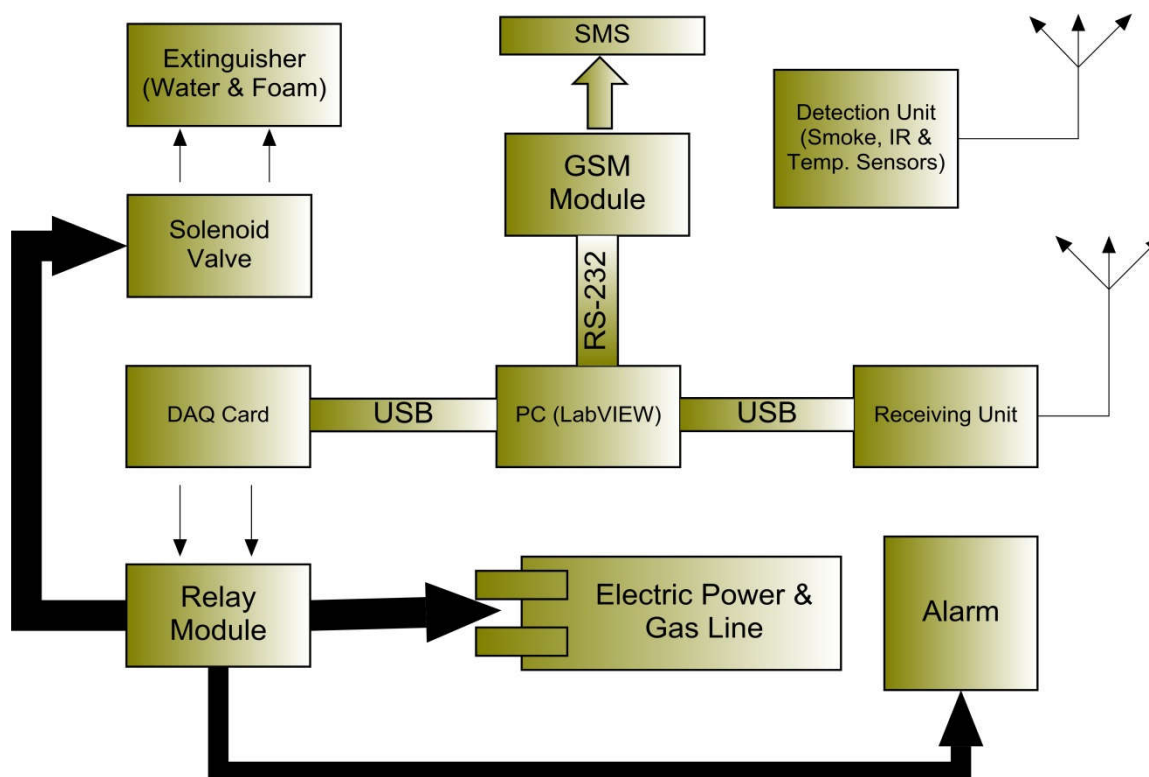 SMS
Extinguisher
(Water & Foam)
Detection Unit
(Smoke, IR &
Temp. Sensors)
GSM
Module
Solenoid
Valve
RS-232
DAQ Card
USB
PC (LabVIEW)
USB
Receiving Unit
Relay
Module
Electric Power &
Gas Line
Alarm